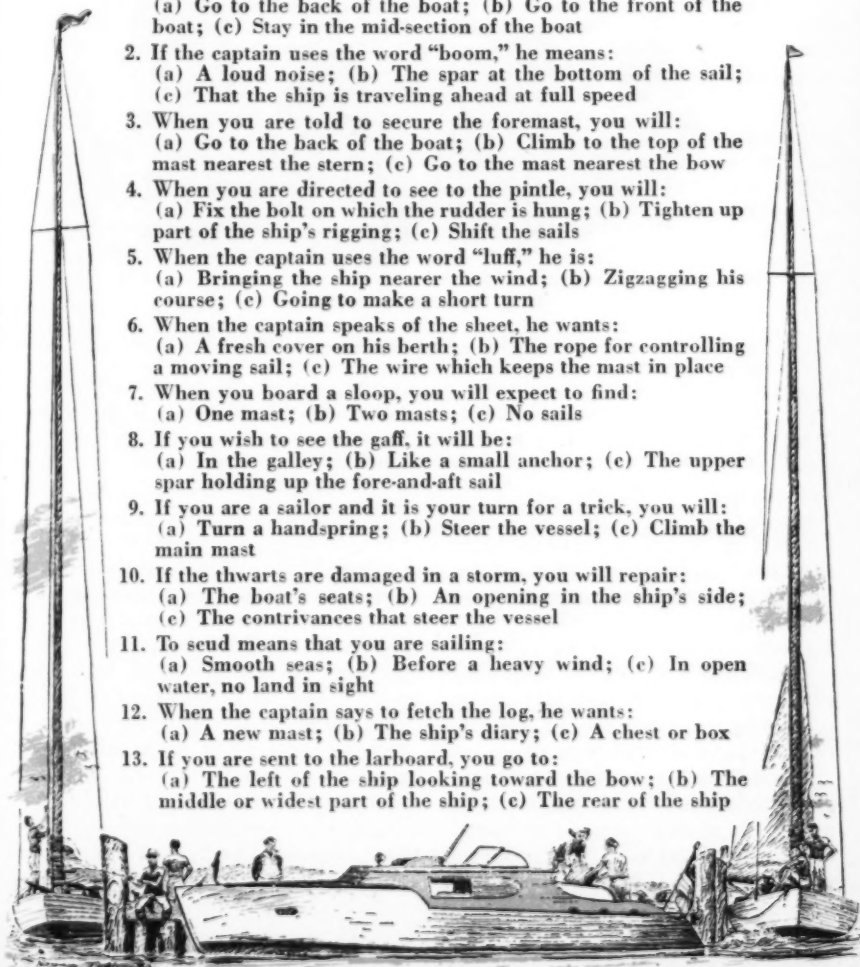 (a) Go to the back of the boat; (b) Go to the front of the
boat; (c) Stay in the mid-section of the boat
2. If the captain uses the word “boom,” he means:
(a) A loud noise; (b) The spar at the bottom of the sail;
(c) That the ship is traveling ahead at full speed
3. When you are told to secure the foremast, you will:
(a) Go to the back of the boat; (b) Climb to the top of the
mast nearest the stern; (c) Go to the mast nearest the bow
4. When you are directed to see to the pintle, you will:
(a) Fix the bolt on which the rudder is hung; (b) Tighten up
part of the ship's rigging; (c) Shift the sails
5. When the captain uses the word “luff,” he is:
(a) Bringing the ship nearer the wind; (b) Zigzagging his
course; (c) Going to make a short turn
6. When the captain speaks of the sheet, he wants:
(a) A fresh cover on his berth; (b) The rope for controlling
a moving sail; (c) The wire which keeps the mast in place
7. When you board a sloop, you will expect to find:
(a) One mast; (b) Two masts; (c) No sails
8. If you wish to see the gaff, it will be:
(a) In the galley; (b) Like a small anchor; (c) The upper
spar holding up the fore-and-aft sail
9. If you are a sailor and it is your turn for a trick, you will:
(a) Turn a handspring; (b) Steer the vessel; (c) Climb the
main mast
10. If the thwarts are damaged in a storm, you will repair:
(a) The boat's seats; (b) An opening in the ship's side;
(c) The contrivances that steer the vessel
11. To scud means that you are sailing:
(a) Smooth seas; (b) Before a heavy wind; (c) In open
water, no land in sight
12. When the captain says to fetch the log, he wants:
(a) A new mast; (b) The ship's diary; (c) A chest or box
13. If you are sent to the larboard, you go to:
(a) The left of the ship looking toward the bow; (b) The
middle or widest part of the ship; (c) The rear of the ship